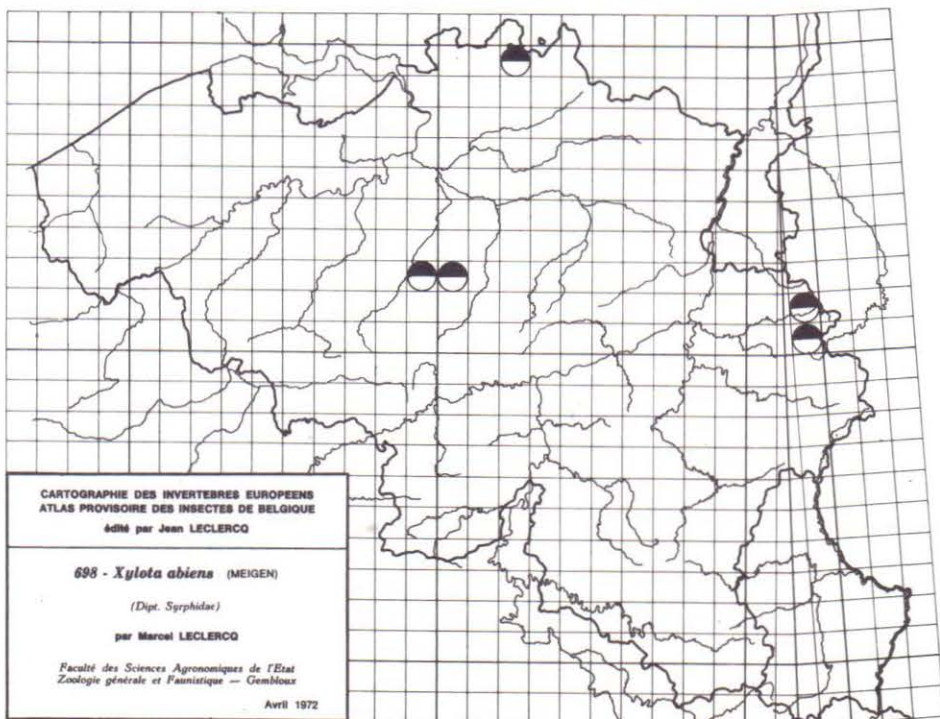 CARTOGRAPHIE DES INVERTEBRES EUROPEENS
ATLAS PROVISOIRE DES INSECTES DE BELGIQUE
édité par Jean LECLERCQ
698 - Xylota abiens (MEIGEN)
(Dipt. Syrphidae)
par Marcel LECLERCQ
Faculté des Sciences Agronomiques de l'Etat
Zoologie générale et Faunistique — Gembloux
Avril 1972